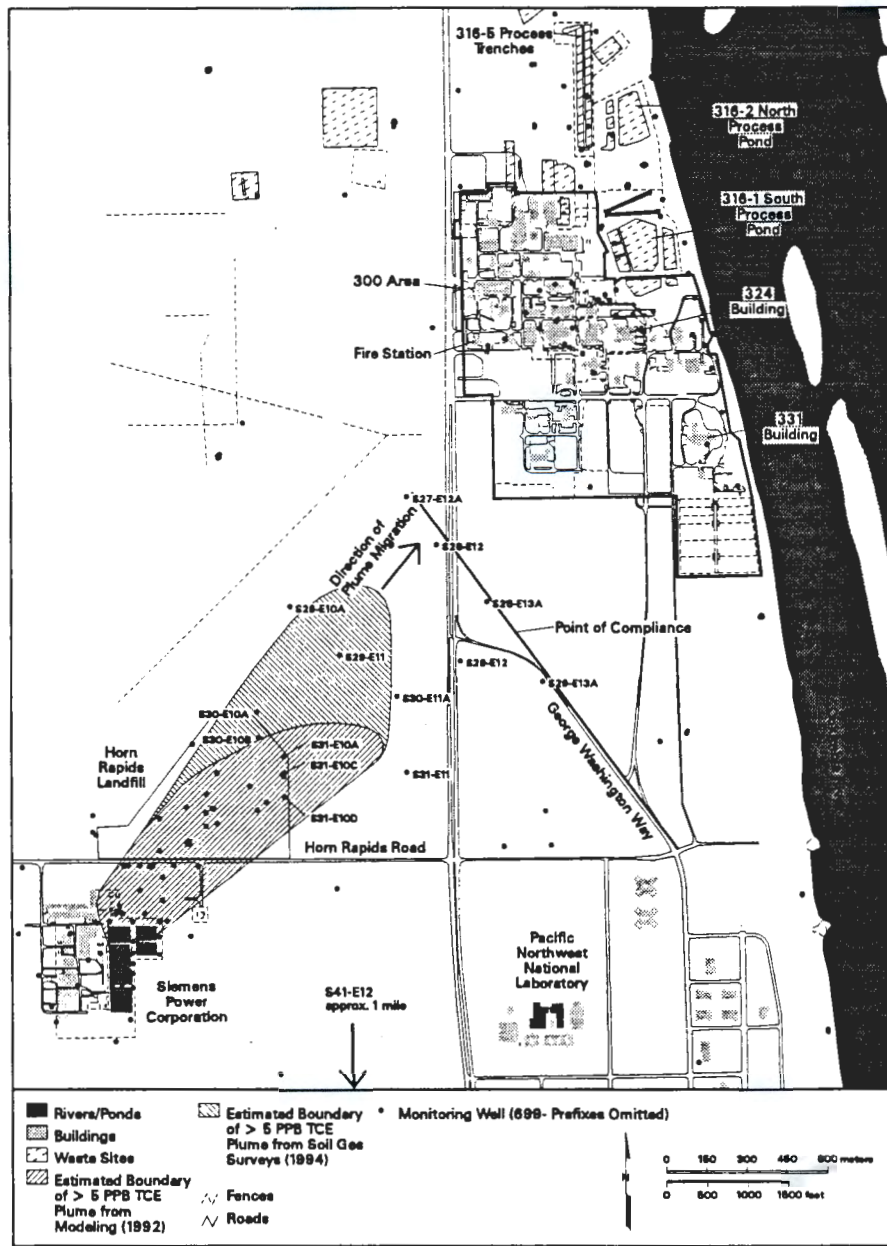 316-5 Process
Trenches
316-2 North
Process
Pond
316-1 South
Process
Pond
300 Area
324
Building
Fire Station
331
Building
S27-E12A
Direction of
Plume Migration
S28-E12
S28-E10A
S28-E13A
Point of Compliance
S29-E11
S29-E12
S29-E13A
S30-E11A
S30-E10A
George Washington Way
S30-E10B
S31-E10A
Horn
Rapids
Landfill
S31-E10C
S31-E11
S31-E10D
Horn Rapids Road
Pacific
Northwest
National
Laboratory
Siemens
Power
Corporation
S41-E12
approx. 1 mile
Rivers/Ponds
Buildings
Waste Sites
Estimated Boundary
of > 5 PPB TCE
Plume from
Modeling (1992)
Estimated Boundary
of > 5 PPB TCE
Plume from Soil Gas
Surveys (1994)
Fences
Roads
Monitoring Well (699- Prefixes Omitted)
N
0 150 300 450 600 meters
0 500 1000 1500 feet